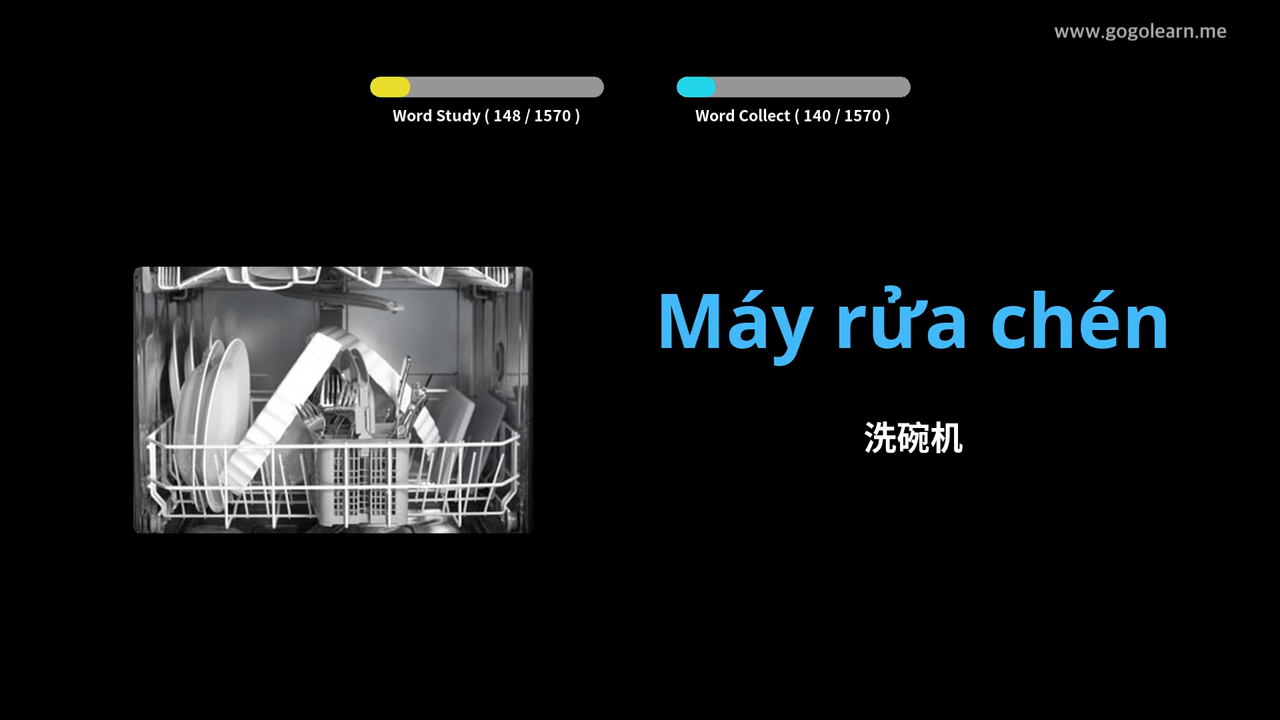 www.gogolearn.me
Word Study ( 148 / 1570 )
Word Collect ( 140 / 1570 )
Máy rửa chén
洗碗机